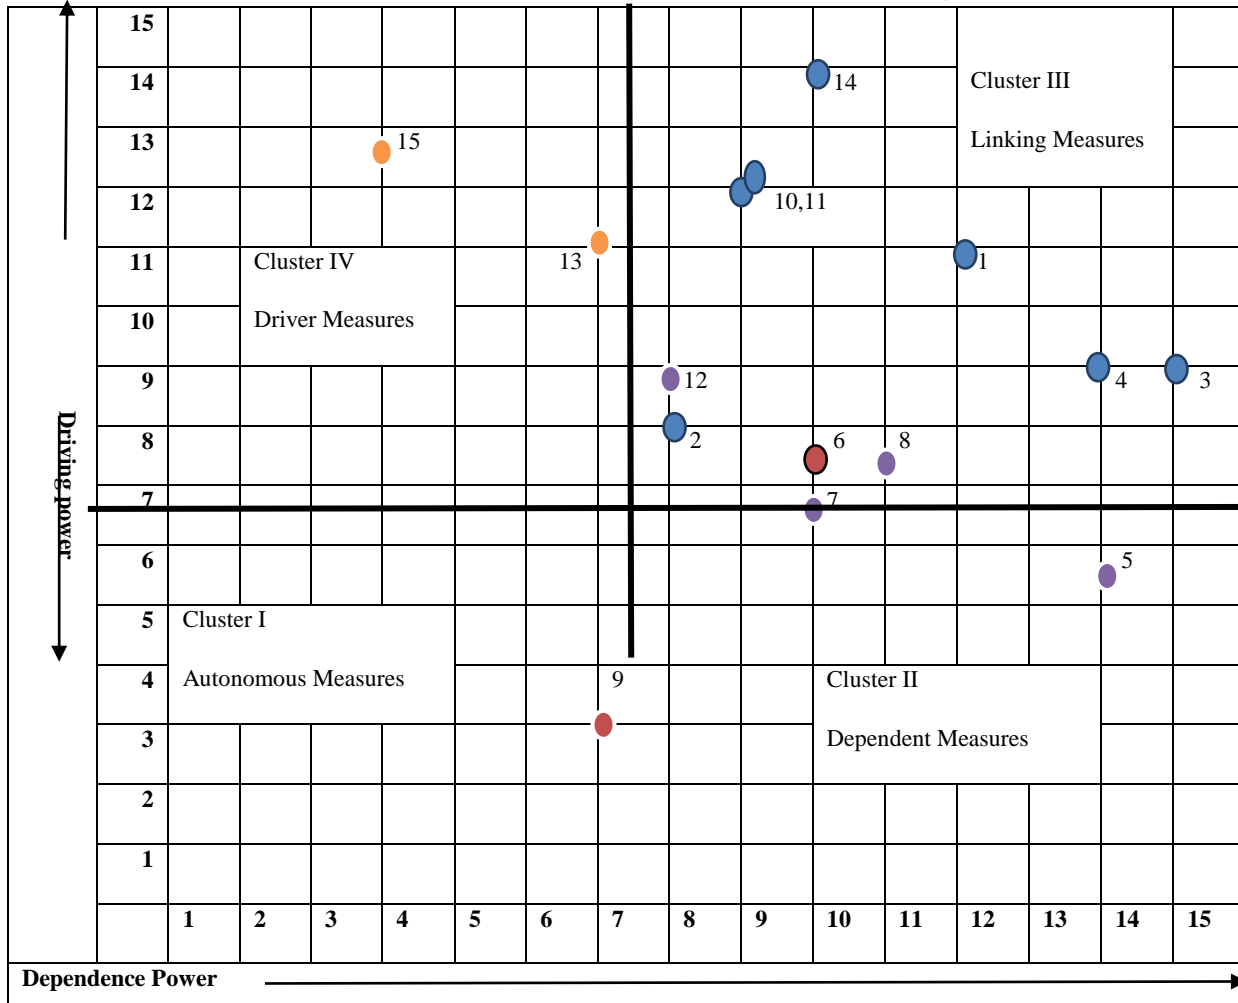 15
14
14
Cluster III
13
15
Linking Measures
12
10,11
11
Cluster IV
13
1
10
Driver Measures
9
12
4
3
Driving power
8
2
6
8
7
7
6
5
5
Cluster I
4
Autonomous Measures
9
Cluster II
3
Dependent Measures
2
1
1 2 3 4 5 6 7 8 9 10 11 12 13 14 15
Dependence Power